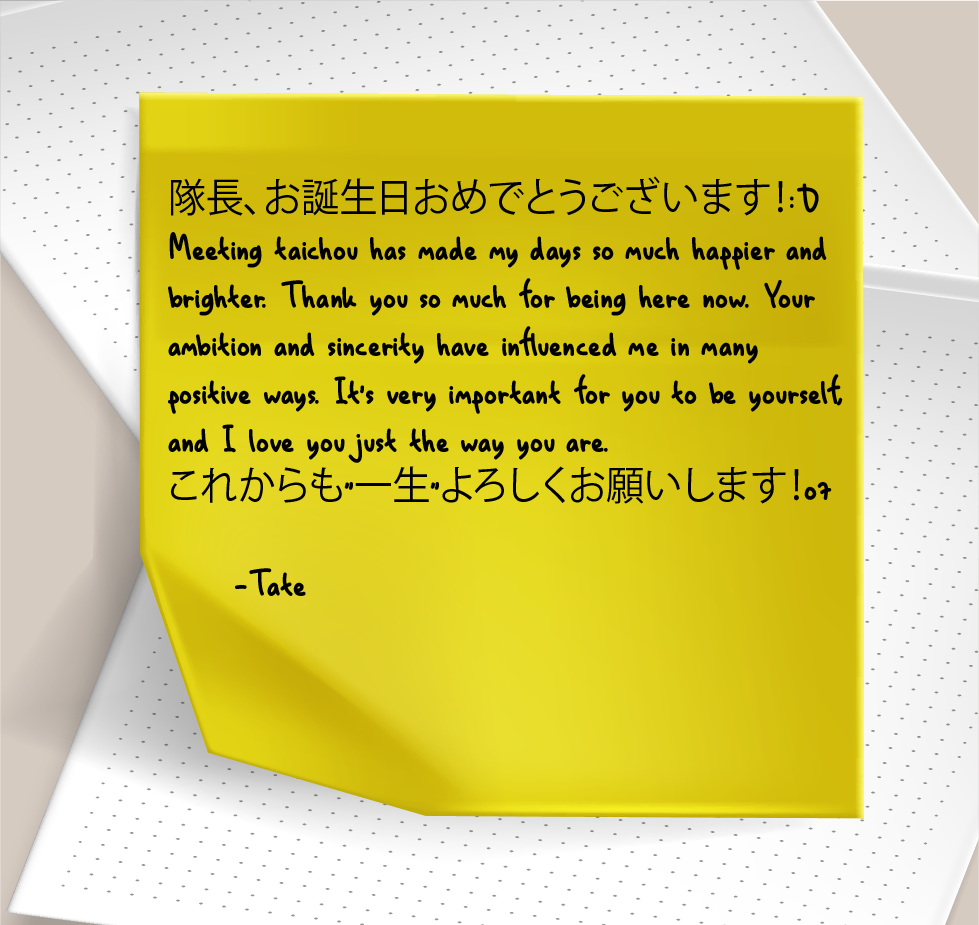 隊長、お誕生日おめでとうございます!:D
Meeting taichou has made my days so much happier and
brighter. Thank you so much for being here now. Your
ambition and sincerity have influenced me in many
positive ways. It's very important for you to be yourself,
and I love you just the way you are.
これからも"一生"よろしくお願いします!o7
-Tate